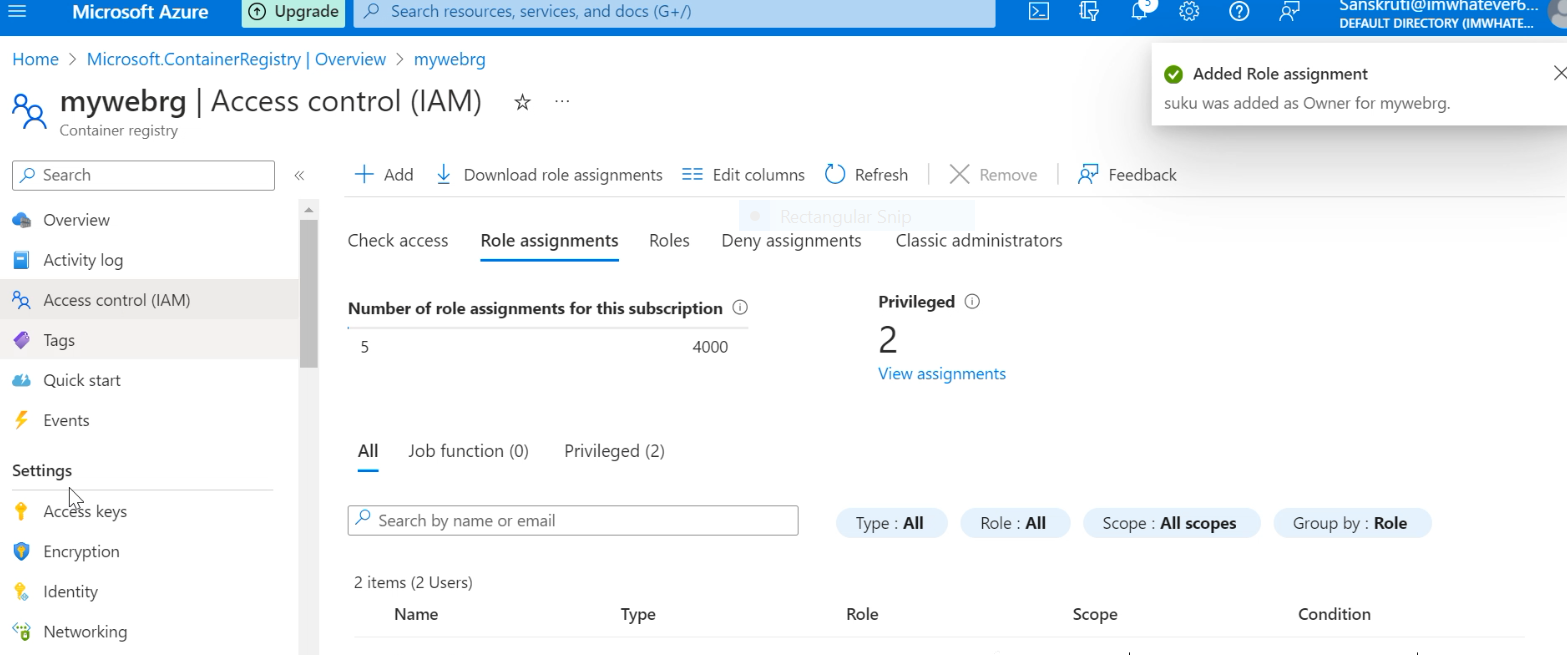 Microsoft Azure
Upgrade
Search resources, services, and docs (G+/)
5
Sanskruti@imwhatever6...
DEFAULT DIRECTORY (IMWHATE...
Home > Microsoft.ContainerRegistry | Overview > mywebrg
Added Role assignment
suku was added as Owner for mywebrg.
mywebrg | Access control (IAM)
Container registry
Search
Add
Download role assignments
Edit columns
Refresh
Remove
Feedback
Rectangular Snip
Overview
Activity log
Access control (IAM)
Tags
Quick start
Events
Settings
Access keys
Encryption
Identity
Networking
Check access
Role assignments
Roles
Deny assignments
Classic administrators
Number of role assignments for this subscription
5
4000
Privileged
2
View assignments
All
Job function (0)
Privileged (2)
Search by name or email
Type : All
Role : All
Scope : All scopes
Group by : Role
2 items (2 Users)
Name
Type
Role
Scope
Condition